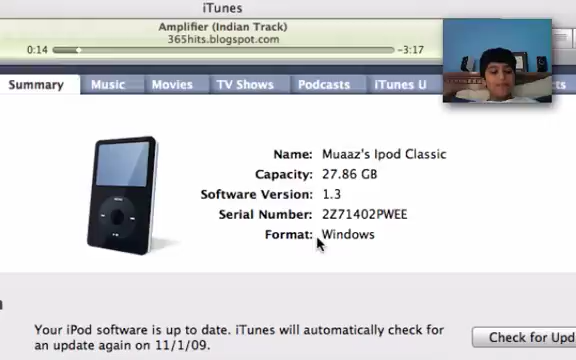 iTunes
Amplifier (Indian Track)
365hits.blogspot.com
0:14 -3:17
Summary Music Movies TV Shows Podcasts iTunes U
Name: Muaaz's Ipod Classic
Capacity: 27.86 GB
Software Version: 1.3
Serial Number: 2Z71402PWEE
Format: Windows
Your iPod software is up to date. iTunes will automatically check for
an update again on 11/1/09.
Check for Upd